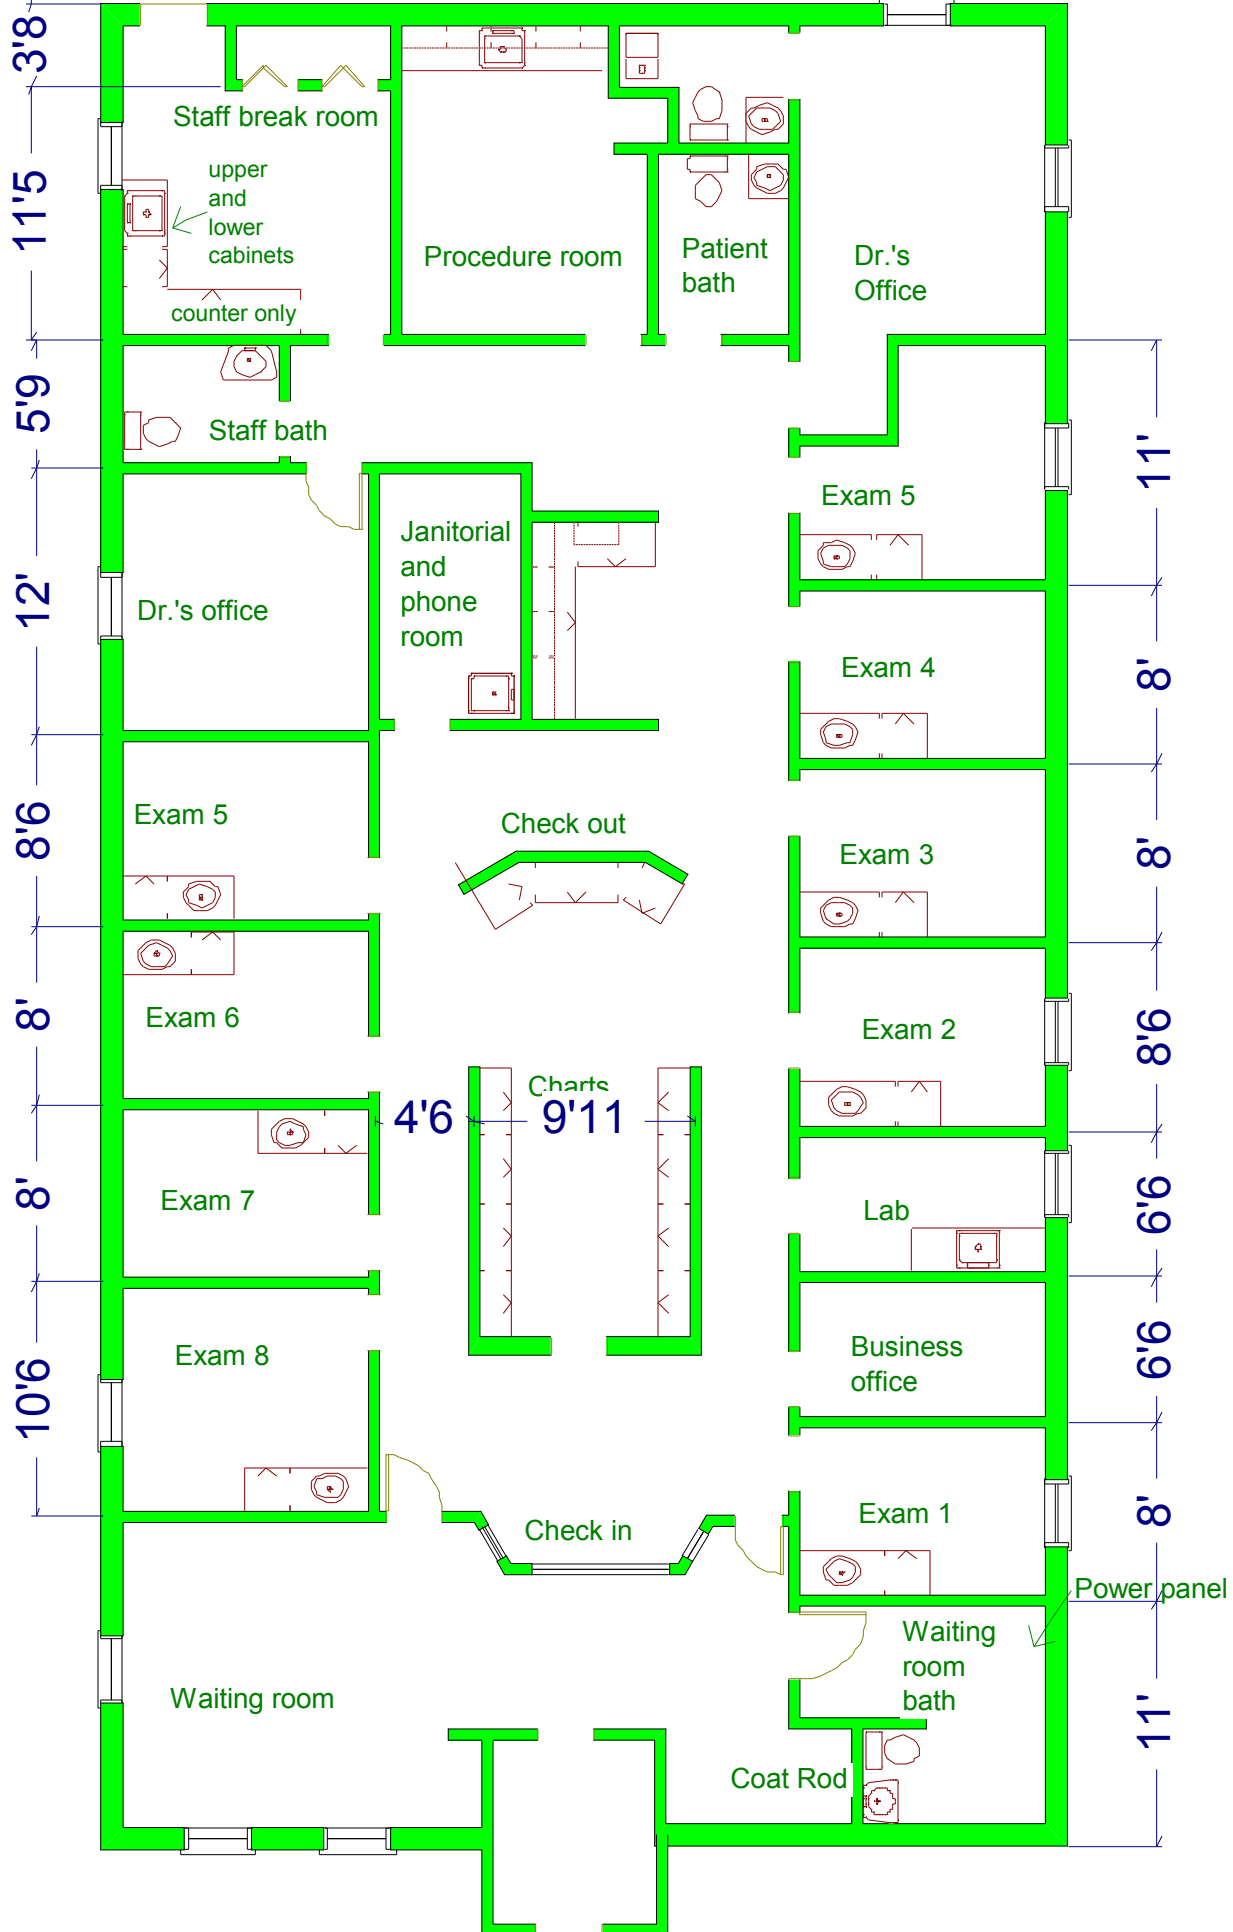 3'8
Staff break room
upper
and
lower
cabinets
counter only
11'5
Procedure room
Patient
bath
Dr.'s
Office
5'9
Staff bath
11'
Exam 5
Janitorial
and
phone
room
12'
Dr.'s office
Exam 4
8'
8'6
Exam 5
Check out
Exam 3
8'
8'
Exam 6
Exam 2
8'6
Charts
4'6
9'11
8'
Exam 7
Lab
6'6
10'6
Exam 8
Business
office
6'6
Check in
Exam 1
8'
Power panel
Waiting
room
bath
Waiting room
11'
Coat Rod